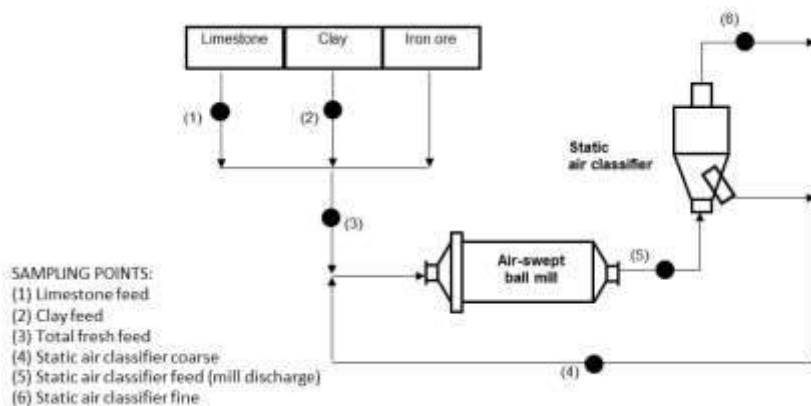 (6)
Limestone Clay Iron ore
(1)
(2)
Static
air classifier
(3)
Air-swept
ball mill
(5)
(4)
SAMPLING POINTS:
(1) Limestone feed
(2) Clay feed
(3) Total fresh feed
(4) Static air classifier coarse
(5) Static air classifier feed (mill discharge)
(6) Static air classifier fine